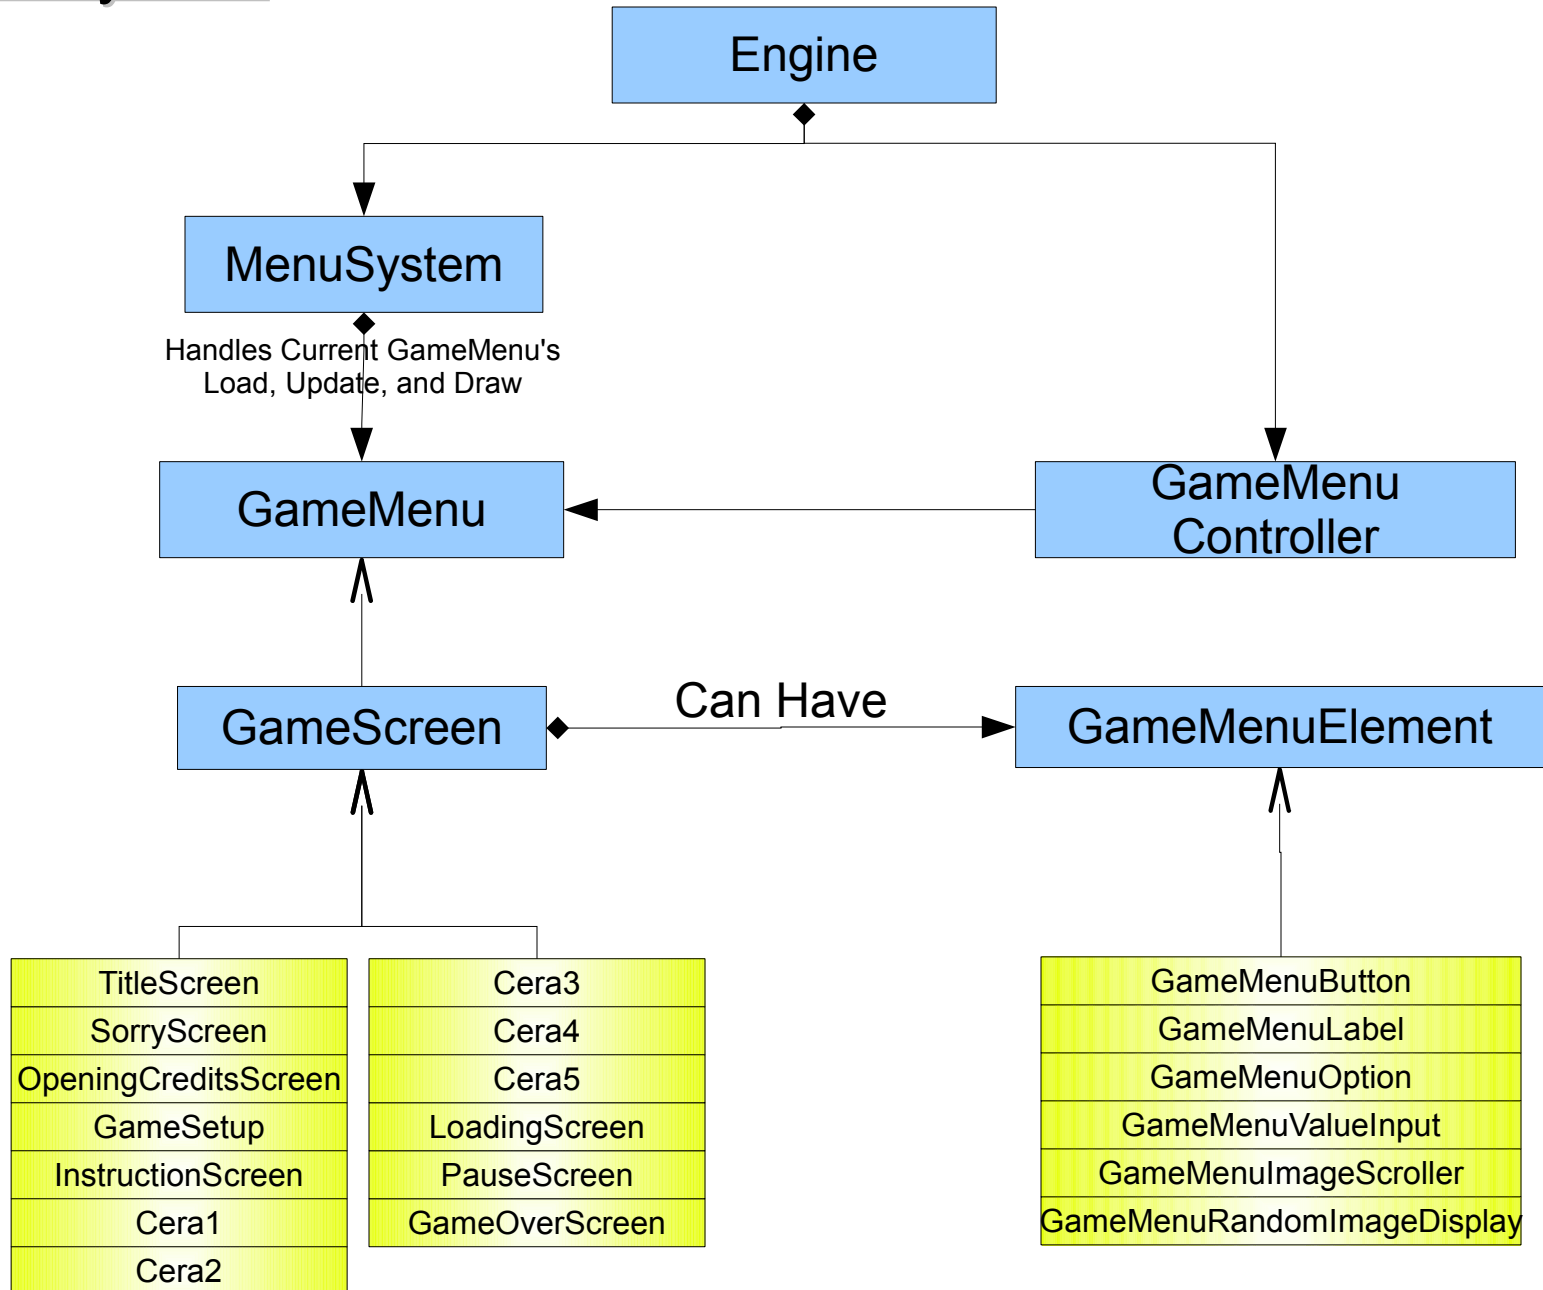 Engine
MenuSystem
Handles Current GameMenu's
Load, Update, and Draw
GameMenu
GameMenu
Controller
GameScreen
Can Have
GameMenuElement
TitleScreen
SorryScreen
OpeningCreditsScreen
GameSetup
InstructionScreen
Cera1
Cera2
Cera3
Cera4
Cera5
LoadingScreen
PauseScreen
GameOverScreen
GameMenuButton
GameMenuLabel
GameMenuOption
GameMenuValueInput
GameMenuImageScroller
GameMenuRandomImageDisplay